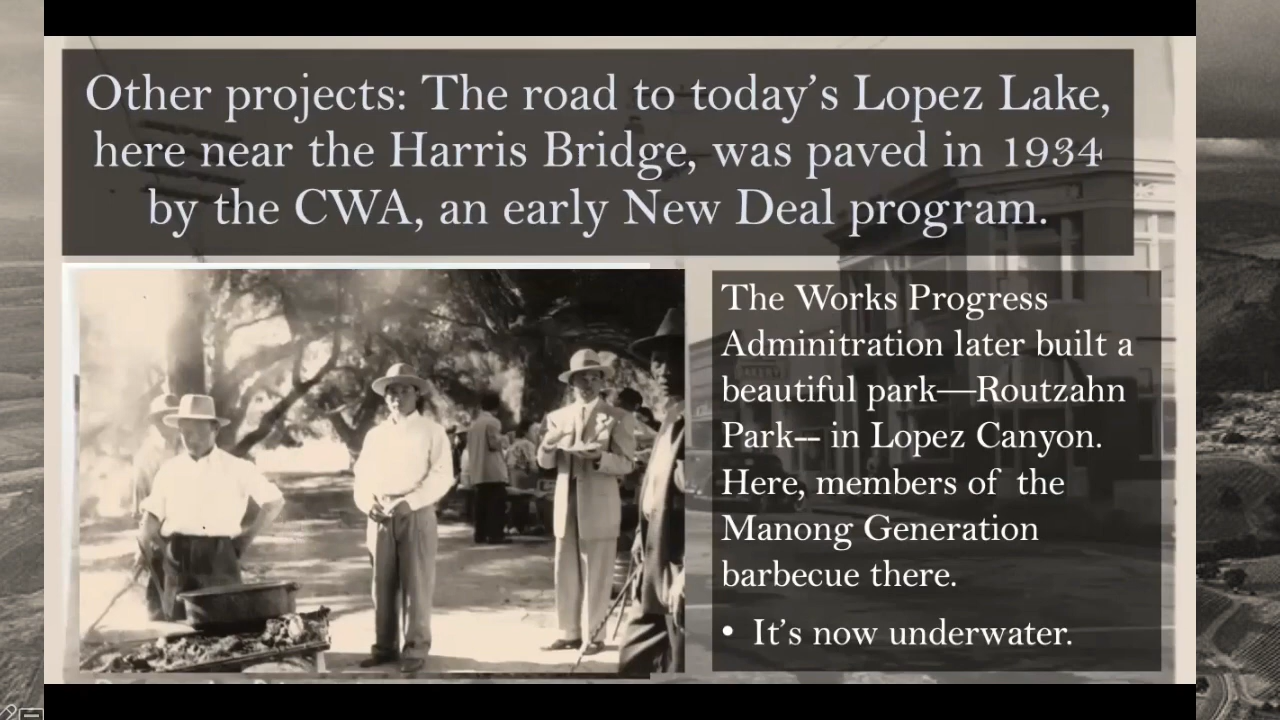 Other projects: The road to today's Lopez Lake,
here near the Harris Bridge, was paved in 1934
by the CWA, an early New Deal program.
The Works Progress
Adminitration later built a
beautiful park—Routzahn
Park-- in Lopez Canyon.
Here, members of  the
Manong Generation
barbecue there.
• It's now underwater.